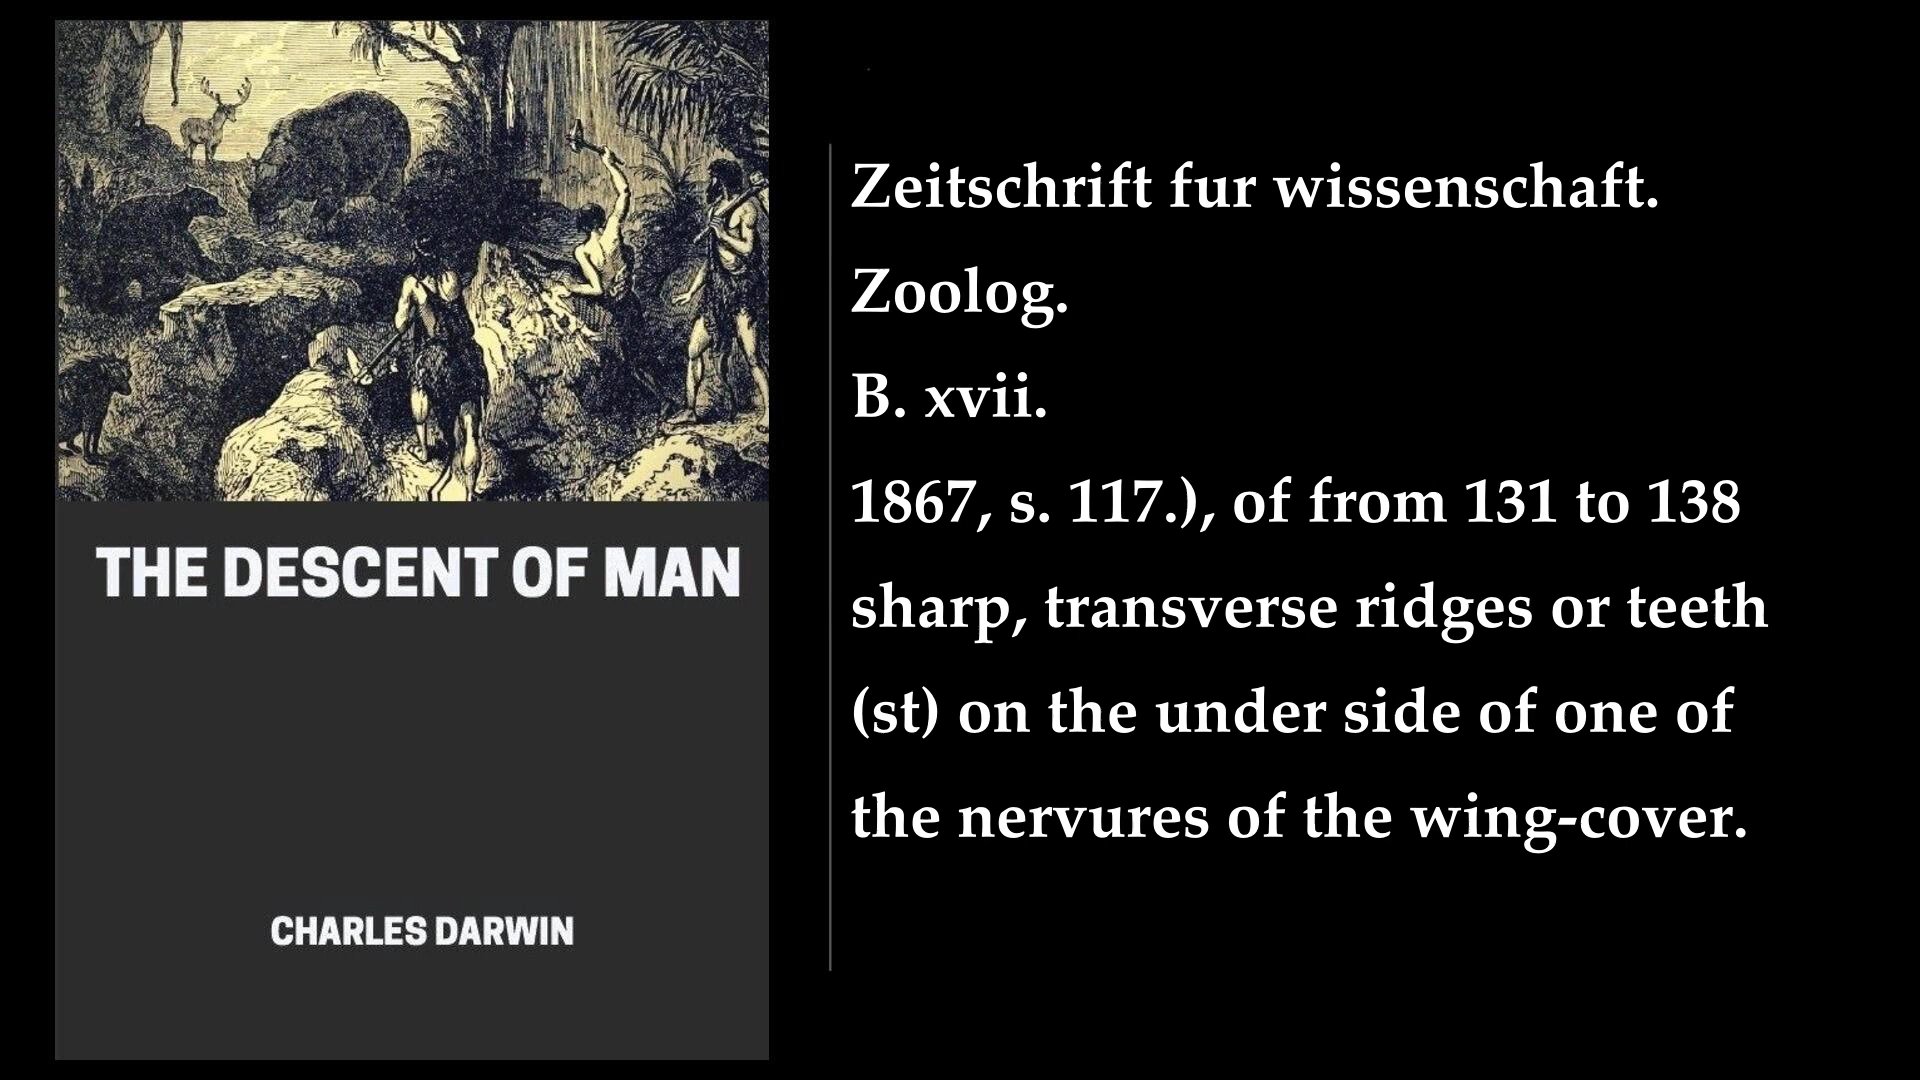 THE DESCENT OF MAN
CHARLES DARWIN
Zeitschrift fur wissenschaft.
Zoolog.
B. xvii.
1867, s. 117.), of from 131 to 138
sharp, transverse ridges or teeth
(st) on the under side of one of
the nervures of the wing-cover.